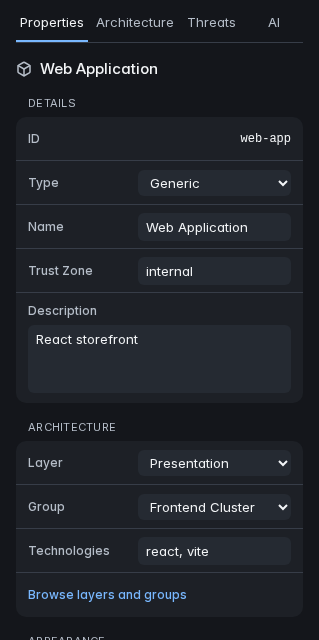 Properties Architecture Threats AI
Web Application
DETAILS
ID web-app
Type Generic
Name Web Application
Trust Zone internal
Description
React storefront
ARCHITECTURE
Layer Presentation
Group Frontend Cluster
Technologies react, vite
Browse layers and groups
APPEARANCE